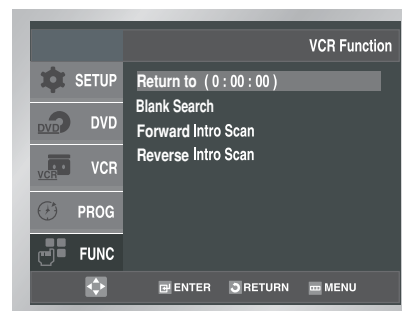 VCR Function
SETUP
DVD
DVD
VCR
VCR
PROG
FUNC
Return to ( 0 : 00 : 00 )
Blank Search
Forward Intro Scan
Reverse Intro Scan
ENTER RETURN MENU